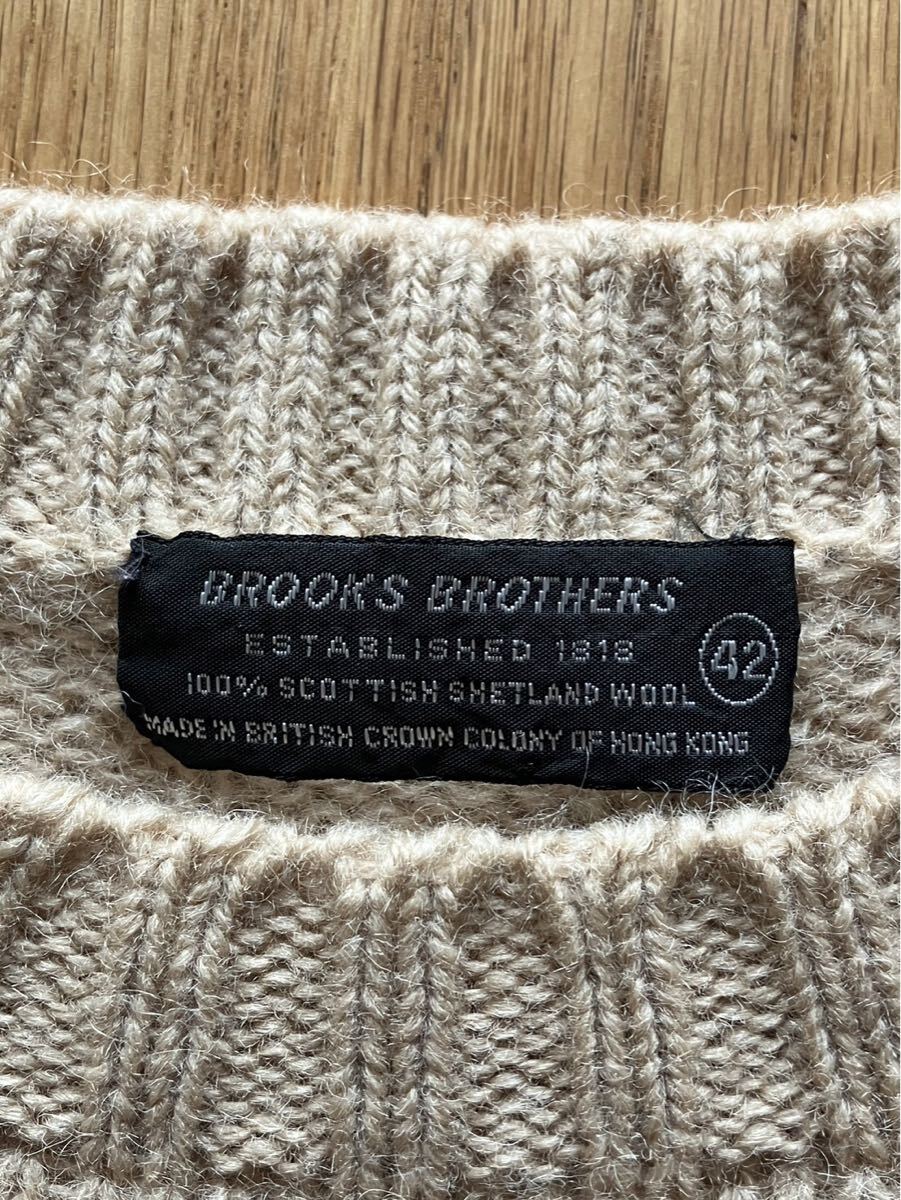 BROOKS BROTHERS
ESTABLISHED 1818
42
100% SCOTTISH SHETLAND WOOL
MADE IN BRITISH CROWN COLONY OF HONG KONG